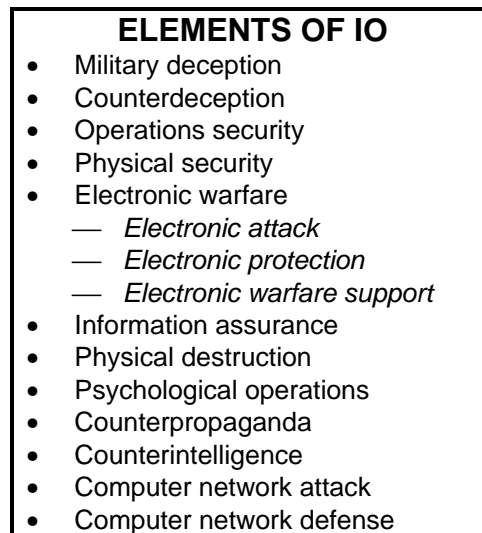 ELEMENTS OF IO
• Military deception
• Counterdeception
• Operations security
• Physical security
• Electronic warfare
— Electronic attack
— Electronic protection
— Electronic warfare support
• Information assurance
• Physical destruction
• Psychological operations
• Counterpropaganda
• Counterintelligence
• Computer network attack
• Computer network defense